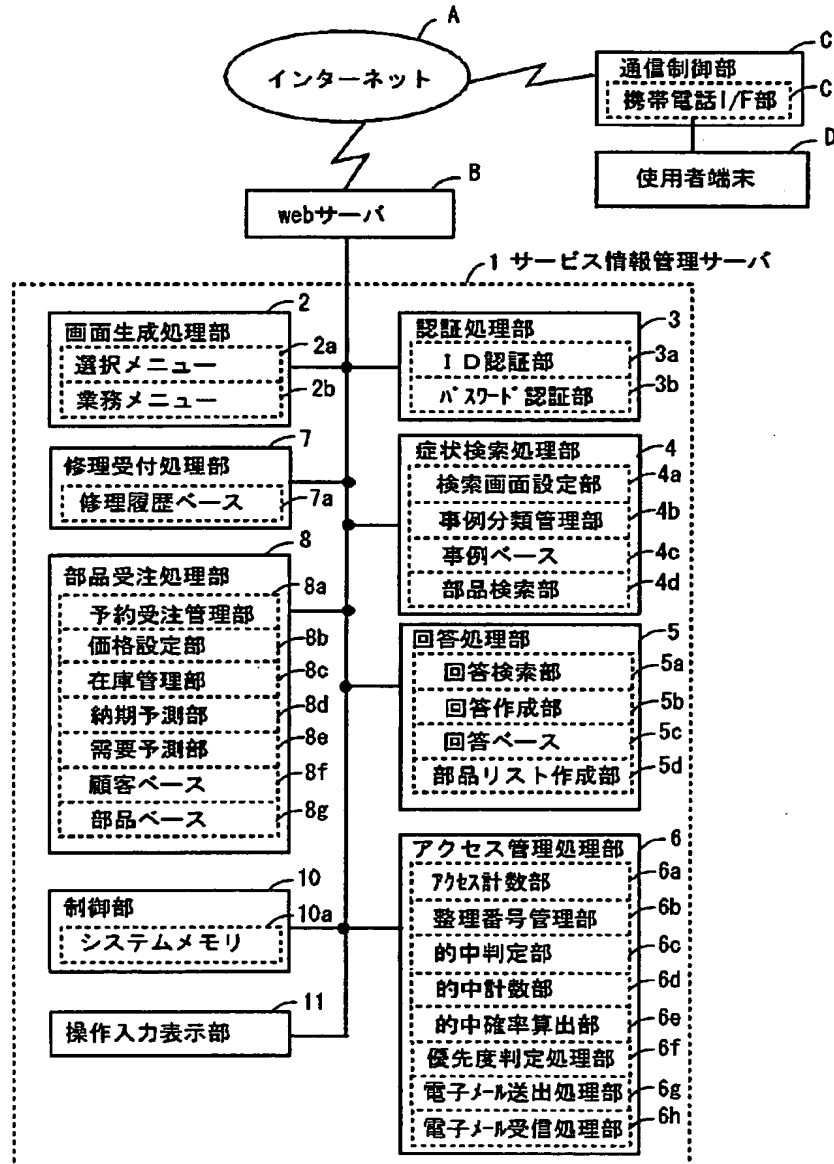 A
インターネット
C
通信制御部
C
携帯電話I/F部
D
使用者端末
B
webサーバ
1 サービス情報管理サーバ
2
画面生成処理部
2a
選択メニュー
2b
業務メニュー
3
認証処理部
3a
ID認証部
3b
パスワード認証部
7
修理受付処理部
7a
修理履歴ベース
4
症状検索処理部
4a
検索画面設定部
4b
事例分類管理部
4c
事例ベース
4d
部品検索部
8
部品受注処理部
8a
予約受注管理部
8b
価格設定部
8c
在庫管理部
8d
納期予測部
8e
需要予測部
8f
顧客ベース
8g
部品ベース
5
回答処理部
5a
回答検索部
5b
回答作成部
5c
回答ベース
5d
部品リスト作成部
6
アクセス管理処理部
6a
アクセス計数部
6b
整理番号管理部
6c
的中判定部
6d
的中計数部
6e
的中確率算出部
6f
優先度判定処理部
6g
電子メール送出処理部
6h
電子メール受信処理部
10
制御部
10a
システムメモリ
11
操作入力表示部